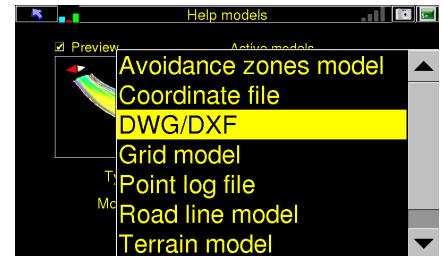 Help models
Preview
Active models
Avoidance zones model
Coordinate file
DWG/DXF
Grid model
Point log file
Road line model
Terrain model